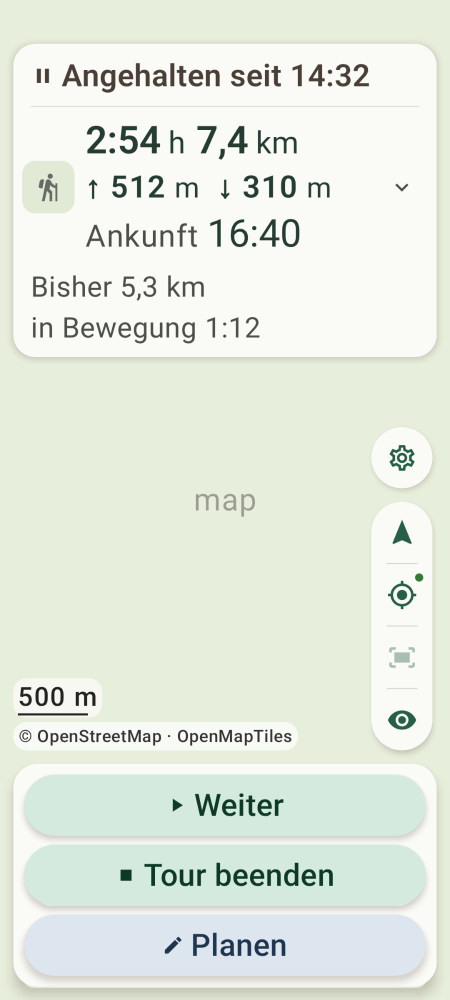 Angehalten seit 14:32
2:54 h 7,4 km
↑ 512 m ↓ 310 m
Ankunft 16:40
Bisher 5,3 km
in Bewegung 1:12
map
500 m
© OpenStreetMap · OpenMapTiles
Weiter
Tour beenden
Planen